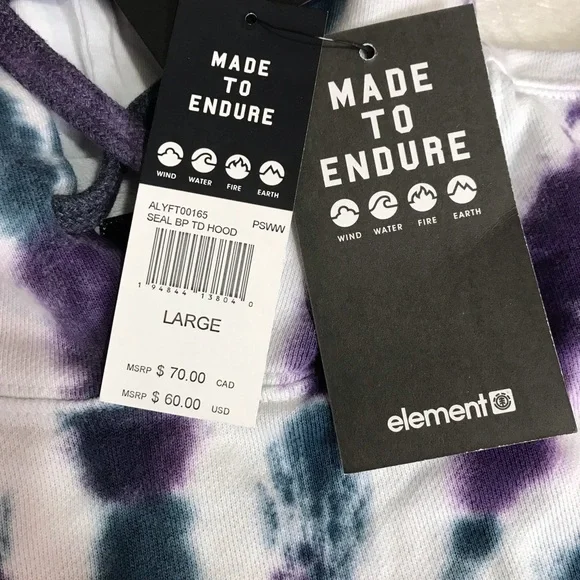 MADE
TO
ENDURE
WIND WATER FIRE EARTH
ALYFT00165
SEAL BP TD HOOD PSWW
1 94844 13804 0
LARGE
MSRP $ 70.00 CAD
MSRP $ 60.00 USD
MADE
TO
ENDURE
WIND WATER FIRE EARTH
element